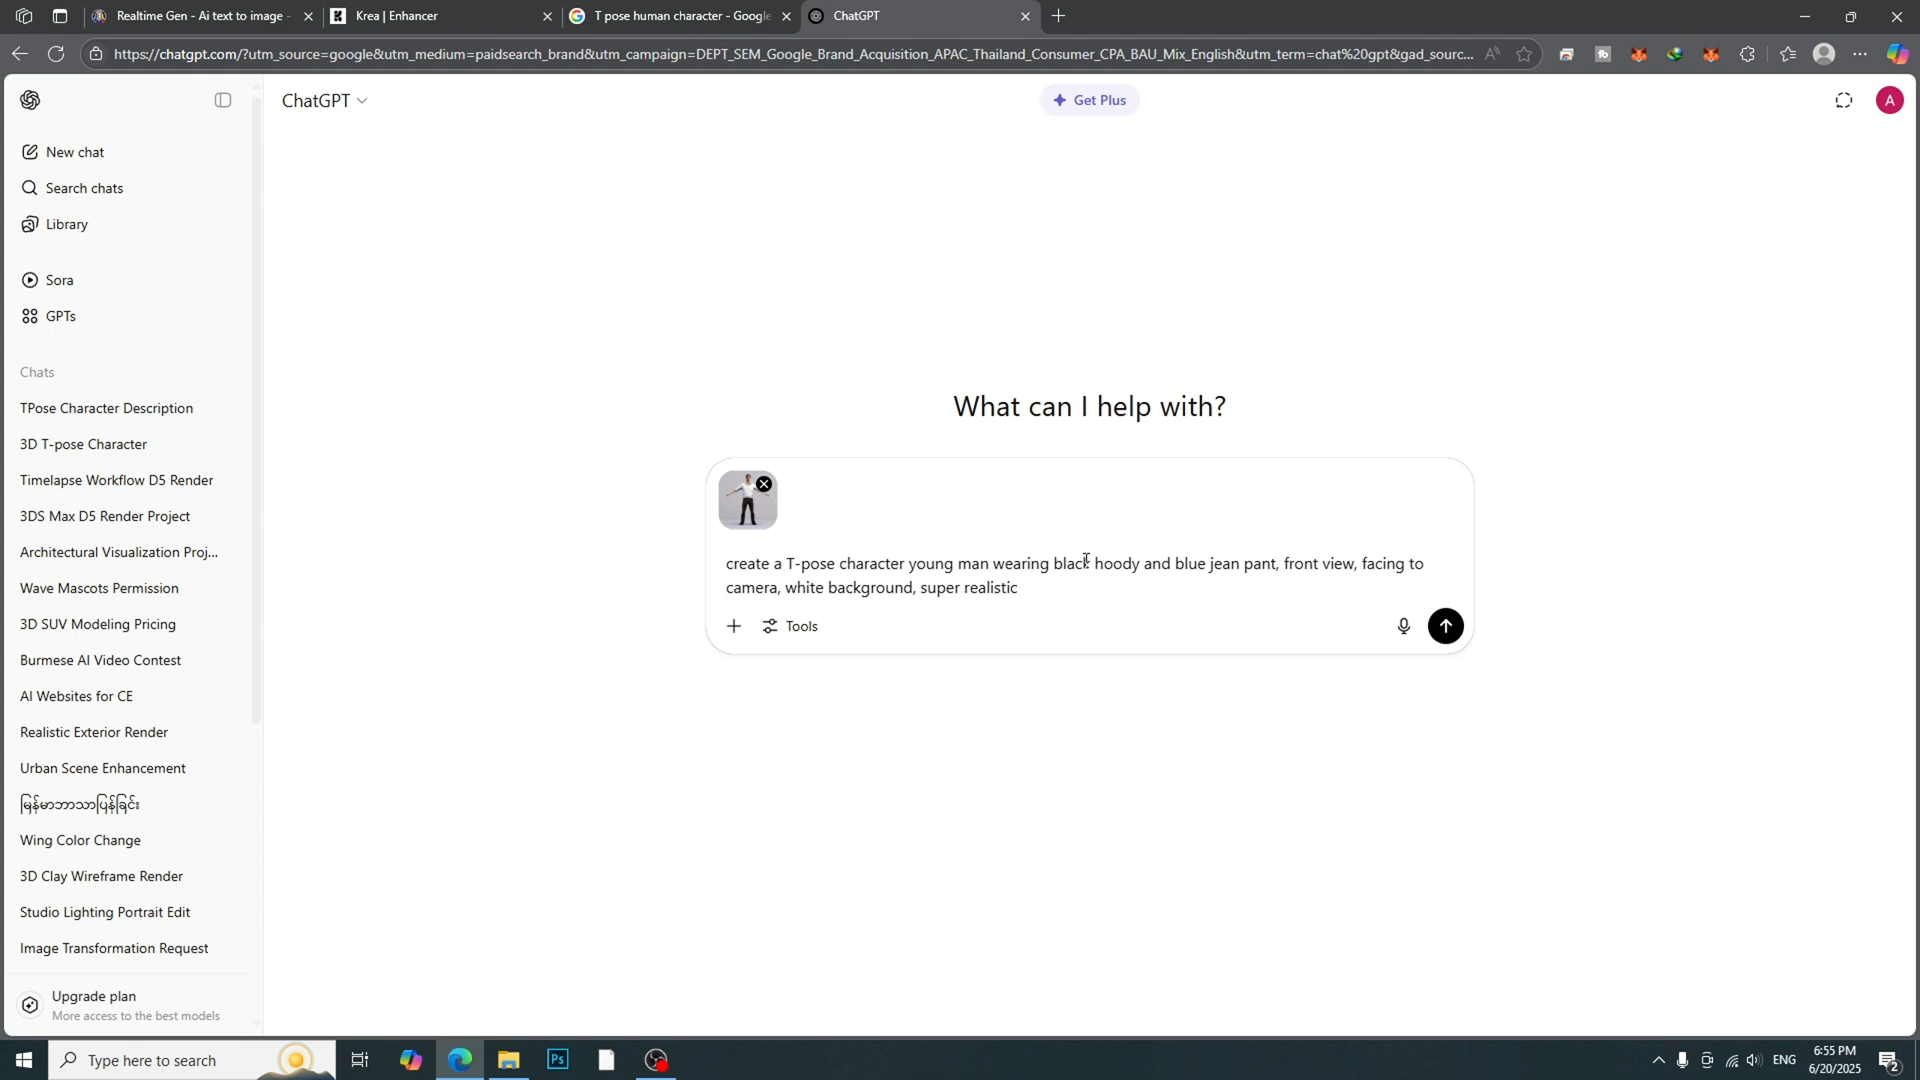 Realtime Gen - Ai text to image -
Krea | Enhancer
T pose human character - Google
ChatGPT
https://chatgpt.com/?utm_source=google&utm_medium=paidsearch_brand&utm_campaign=DEPT_SEM_Google_Brand_Acquisition_APAC_Thailand_Consumer_CPA_BAU_Mix_English&utm_term=chat%20gpt&gad_sourc...
ChatGPT
Get Plus
A
New chat
Search chats
Library
Sora
GPTs
Chats
TPose Character Description
3D T-pose Character
Timelapse Workflow D5 Render
3DS Max D5 Render Project
Architectural Visualization Proj...
Wave Mascots Permission
3D SUV Modeling Pricing
Burmese AI Video Contest
AI Websites for CE
Realistic Exterior Render
Urban Scene Enhancement
မြန်မာဘာသာပြန်ခြင်း
Wing Color Change
3D Clay Wireframe Render
Studio Lighting Portrait Edit
Image Transformation Request
Upgrade plan
More access to the best models
What can I help with?
create a T-pose character young man wearing black hoody and blue jean pant, front view, facing to
camera, white background, super realistic
Tools
Type here to search
Ps
ENG
6:55 PM
6/20/2025
2